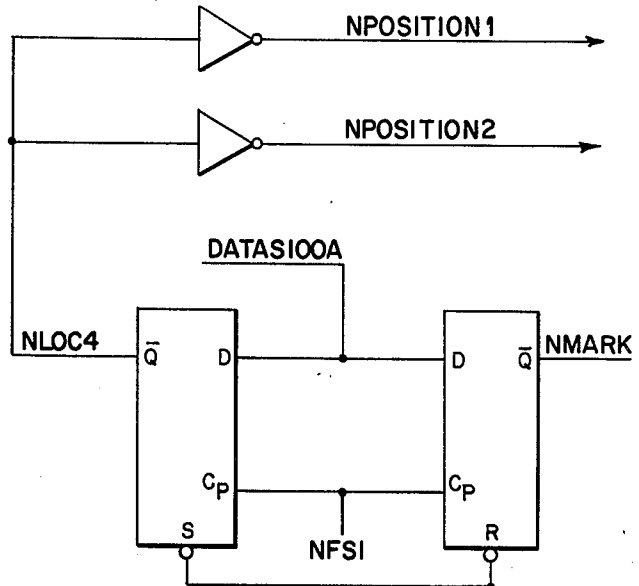 NPOSITION1
NPOSITION2
DATAS100A
NLOC4
Q̅ D
D Q̅
NMARK
CP
CP
S
NFS1
R